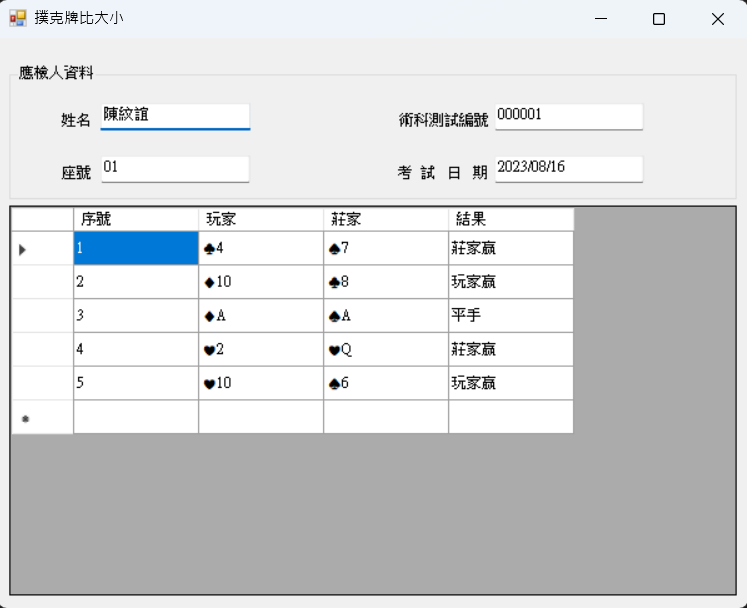 撲克牌比大小
應檢人資料
姓名 陳紋誼 術科測試編號 000001
座號 01 考 試 日 期 2023/08/16
序號 玩家 莊家 結果
1 ♠4 ♠7 莊家贏
2 ♦10 ♠8 玩家贏
3 ♦A ♠A 平手
4 ♥2 ♥Q 莊家贏
5 ♥10 ♠6 玩家贏